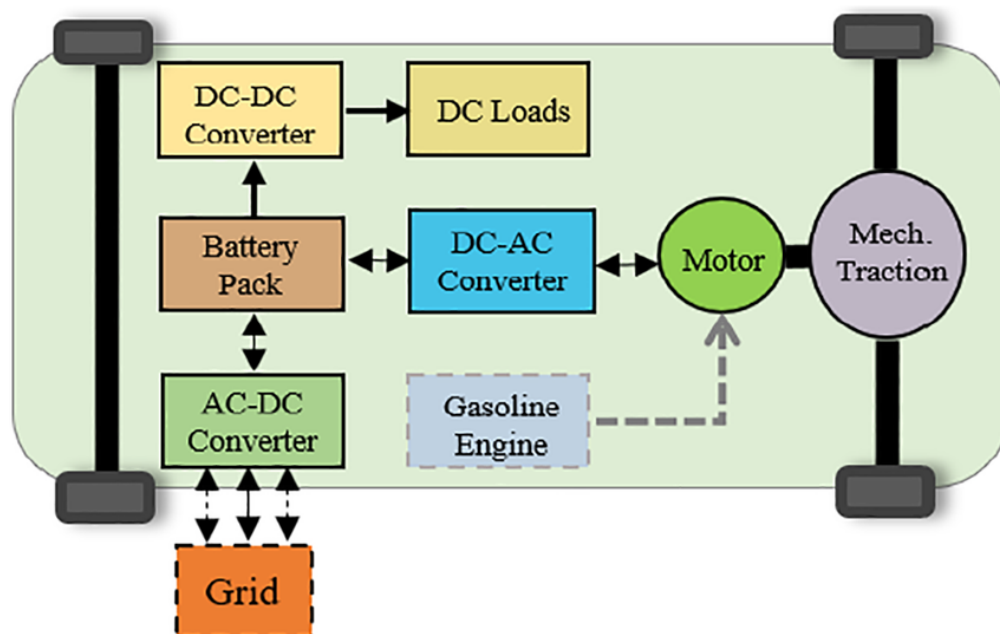 DC-DC
Converter
DC Loads
Battery
Pack
DC-AC
Converter
Motor
Mech.
Traction
AC-DC
Converter
Gasoline
Engine
Grid